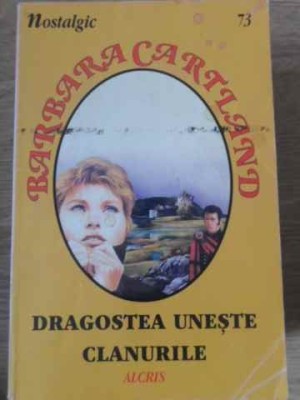 nostalgic 73
BARBARA CARTLAND
DRAGOSTEA UNEȘTE
CLANURILE
ALCRIS